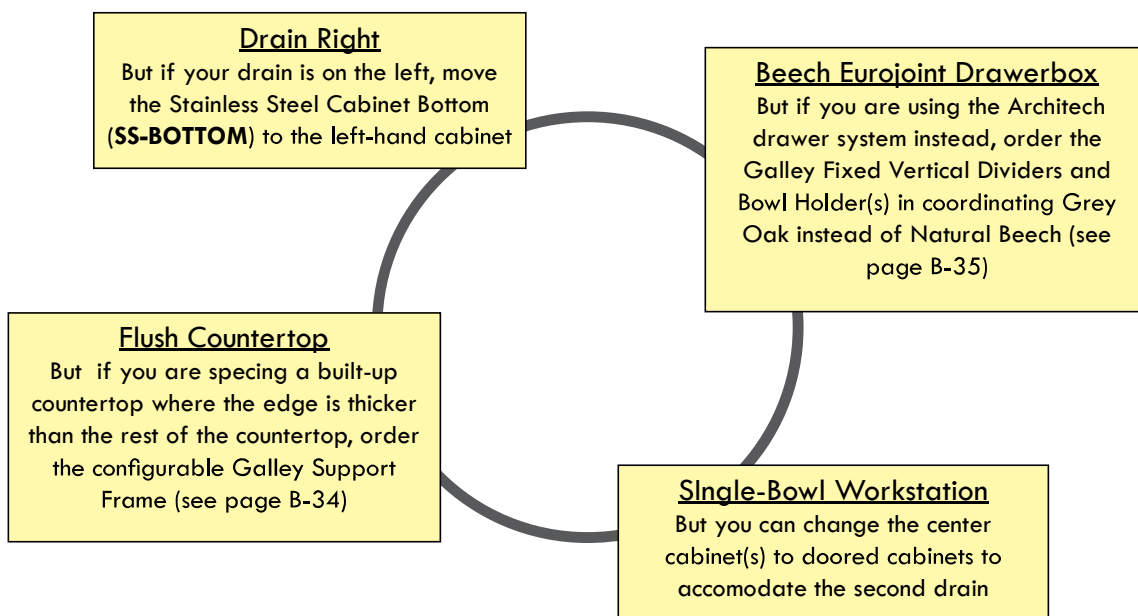 Drain Right
But if your drain is on the left, move
the Stainless Steel Cabinet Bottom
(SS-BOTTOM) to the left-hand cabinet
Beech Eurojoint Drawerbox
But if you are using the Architech
drawer system instead, order the
Galley Fixed Vertical Dividers and
Bowl Holder(s) in coordinating Grey
Oak instead of Natural Beech (see
page B-35)
Flush Countertop
But if you are specing a built-up
countertop where the edge is thicker
than the rest of the countertop, order
the configurable Galley Support
Frame (see page B-34)
SIngle-Bowl Workstation
But you can change the center
cabinet(s) to doored cabinets to
accomodate the second drain